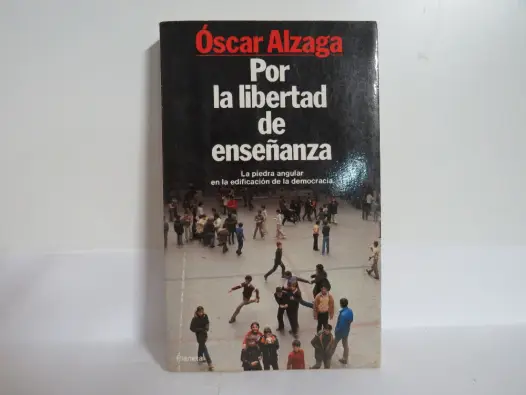 Óscar Alzaga
Por
la libertad
de
enseñanza
La piedra angular
en la edificación de la democracia.
Planeta